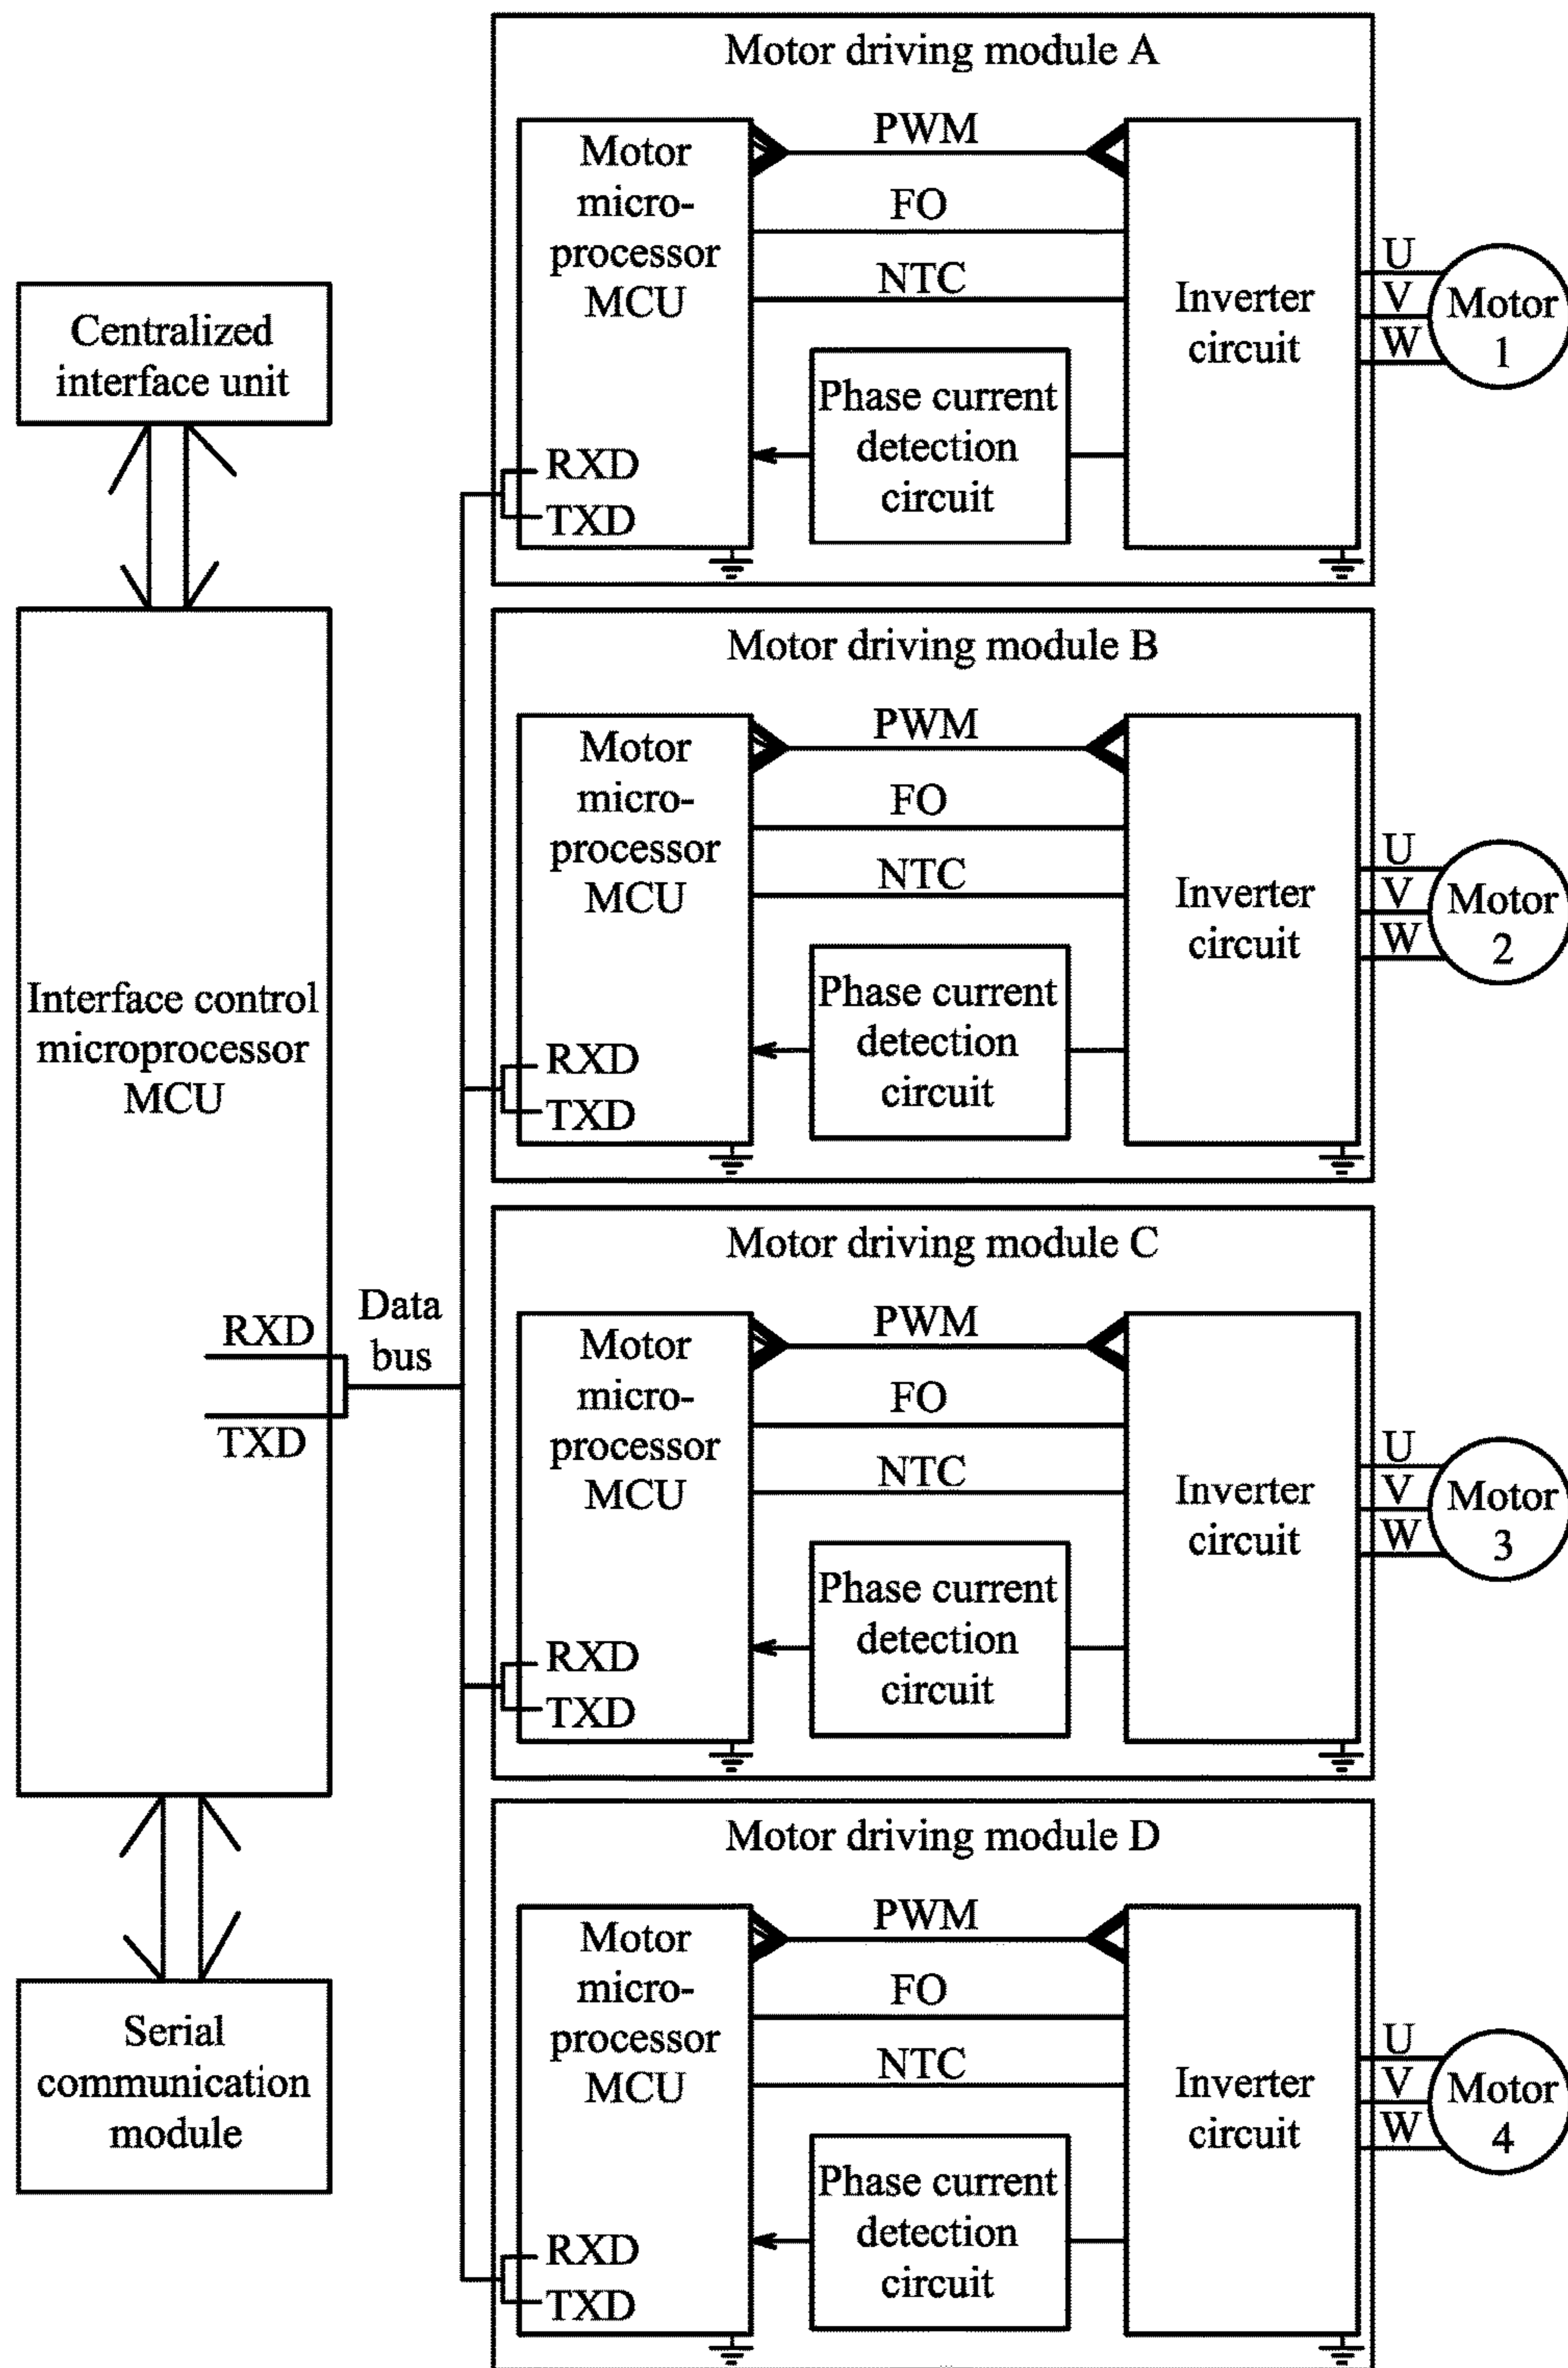 Centralized
interface unit
Interface control
microprocessor
MCU
RXD
TXD
Data
bus
Serial
communication
module
Motor driving module A
Motor
micro-
processor
MCU
PWM
FO
NTC
Phase current
detection
circuit
RXD
TXD
Inverter
circuit
U
V
W
Motor
1
Motor driving module B
Motor
micro-
processor
MCU
PWM
FO
NTC
Phase current
detection
circuit
RXD
TXD
Inverter
circuit
U
V
W
Motor
2
Motor driving module C
Motor
micro-
processor
MCU
PWM
FO
NTC
Phase current
detection
circuit
RXD
TXD
Inverter
circuit
U
V
W
Motor
3
Motor driving module D
Motor
micro-
processor
MCU
PWM
FO
NTC
Phase current
detection
circuit
RXD
TXD
Inverter
circuit
U
V
W
Motor
4